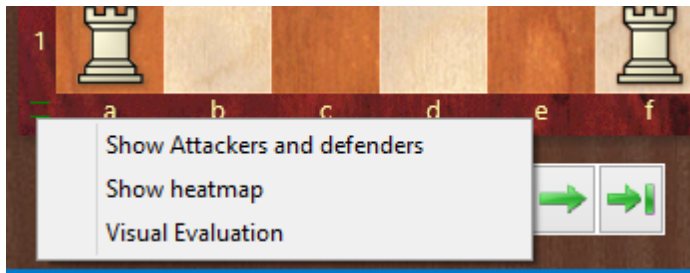 1
a b c d e f
Show Attackers and defenders
Show heatmap
Visual Evaluation